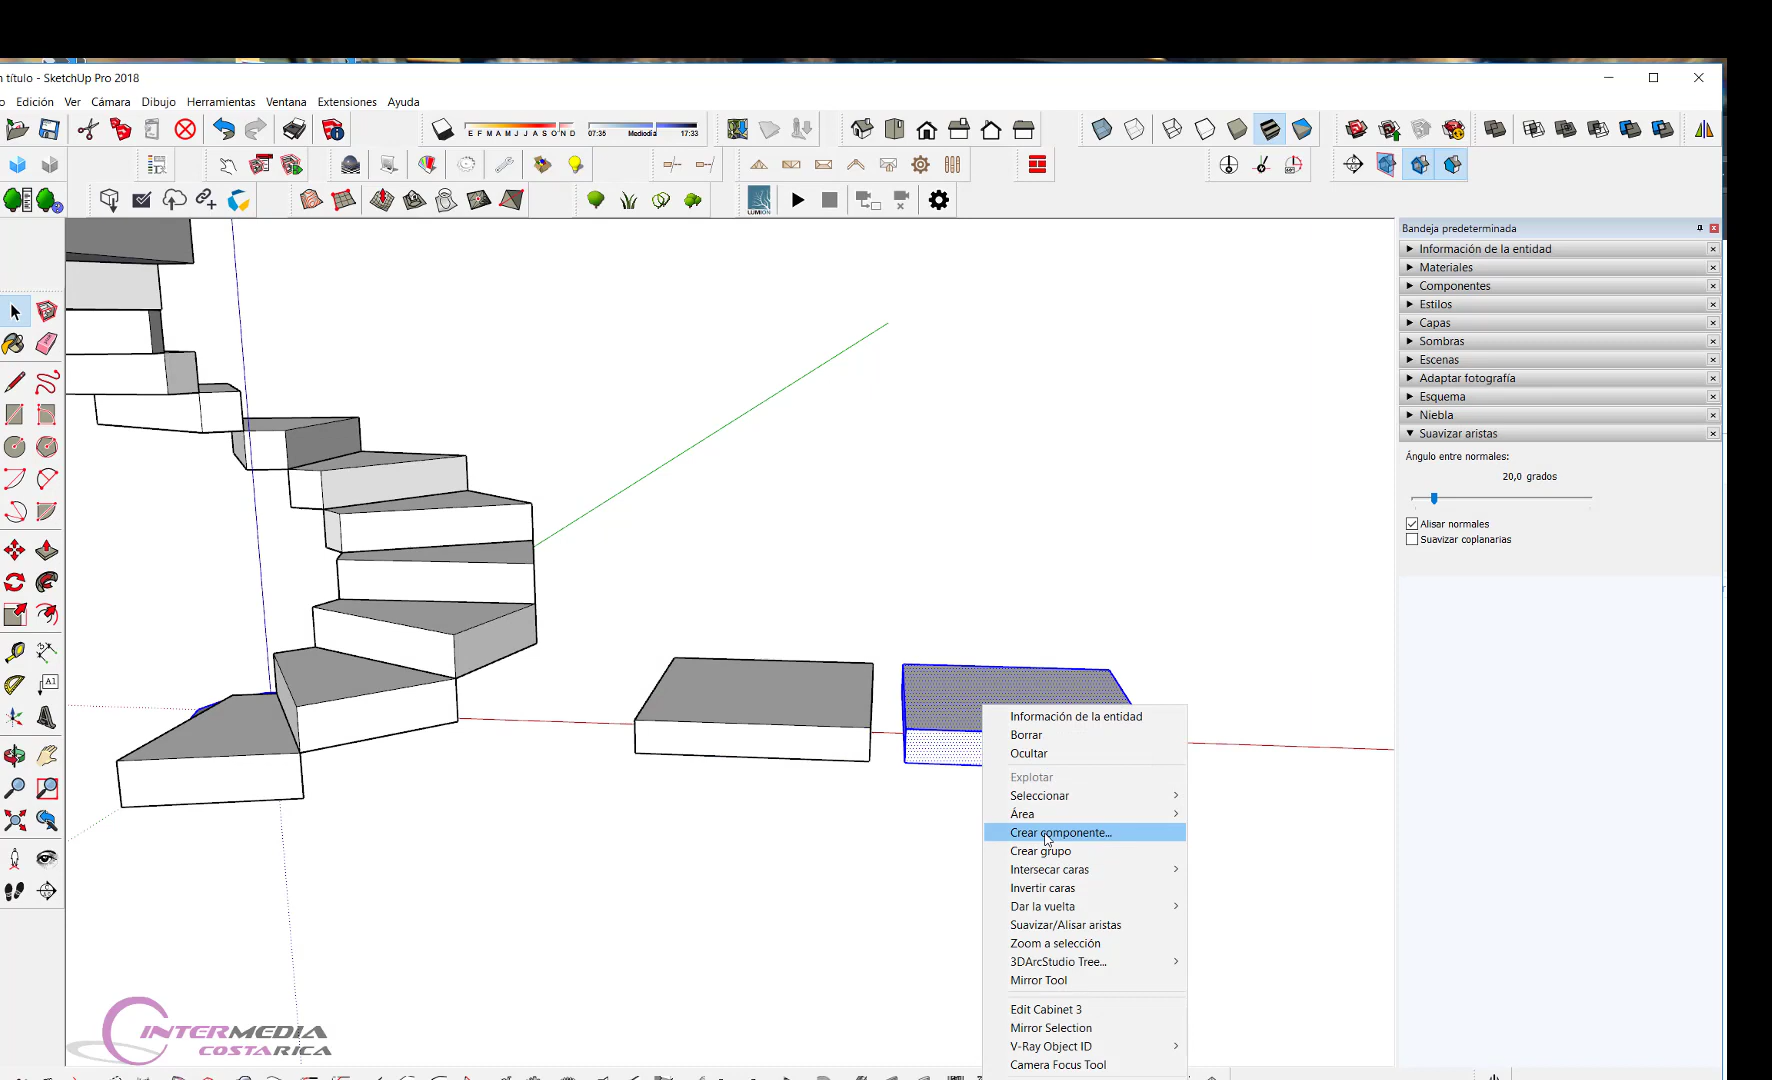 n título - SketchUp Pro 2018
o Edición Ver Cámara Dibujo Herramientas Ventana Extensiones Ayuda
E F M A M J J A S O N D 07:35 Mediodía 17:33
LUMION
Bandeja predeterminada
Información de la entidad
Materiales
Componentes
Estilos
Capas
Sombras
Escenas
Adaptar fotografía
Esquema
Niebla
Suavizar aristas
Ángulo entre normales:
20,0 grados
Alisar normales
Suavizar coplanarias
A1
Información de la entidad
Borrar
Ocultar
Explotar
Seleccionar
Área
Crear componente...
Crear grupo
Intersecar caras
Invertir caras
Dar la vuelta
Suavizar/Alisar aristas
Zoom a selección
3DArcStudio Tree...
Mirror Tool
Edit Cabinet 3
Mirror Selection
V-Ray Object ID
Camera Focus Tool
INTERMEDIA
COSTARICA